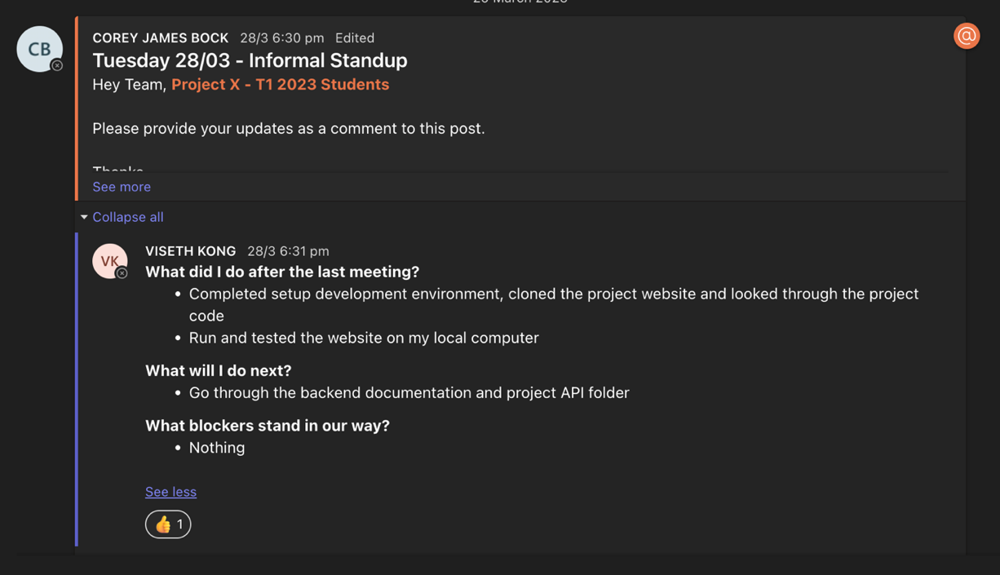 COREY JAMES BOCK 28/3 6:30 pm Edited
CB
Tuesday 28/03 - Informal Standup
Hey Team, Project X - T1 2023 Students
Please provide your updates as a comment to this post.
See more
Collapse all
VISETH KONG 28/3 6:31 pm
VK
What did I do after the last meeting?
• Completed setup development environment, cloned the project website and looked through the project
code
• Run and tested the website on my local computer
What will I do next?
• Go through the backend documentation and project API folder
What blockers stand in our way?
• Nothing
See less
👍 1